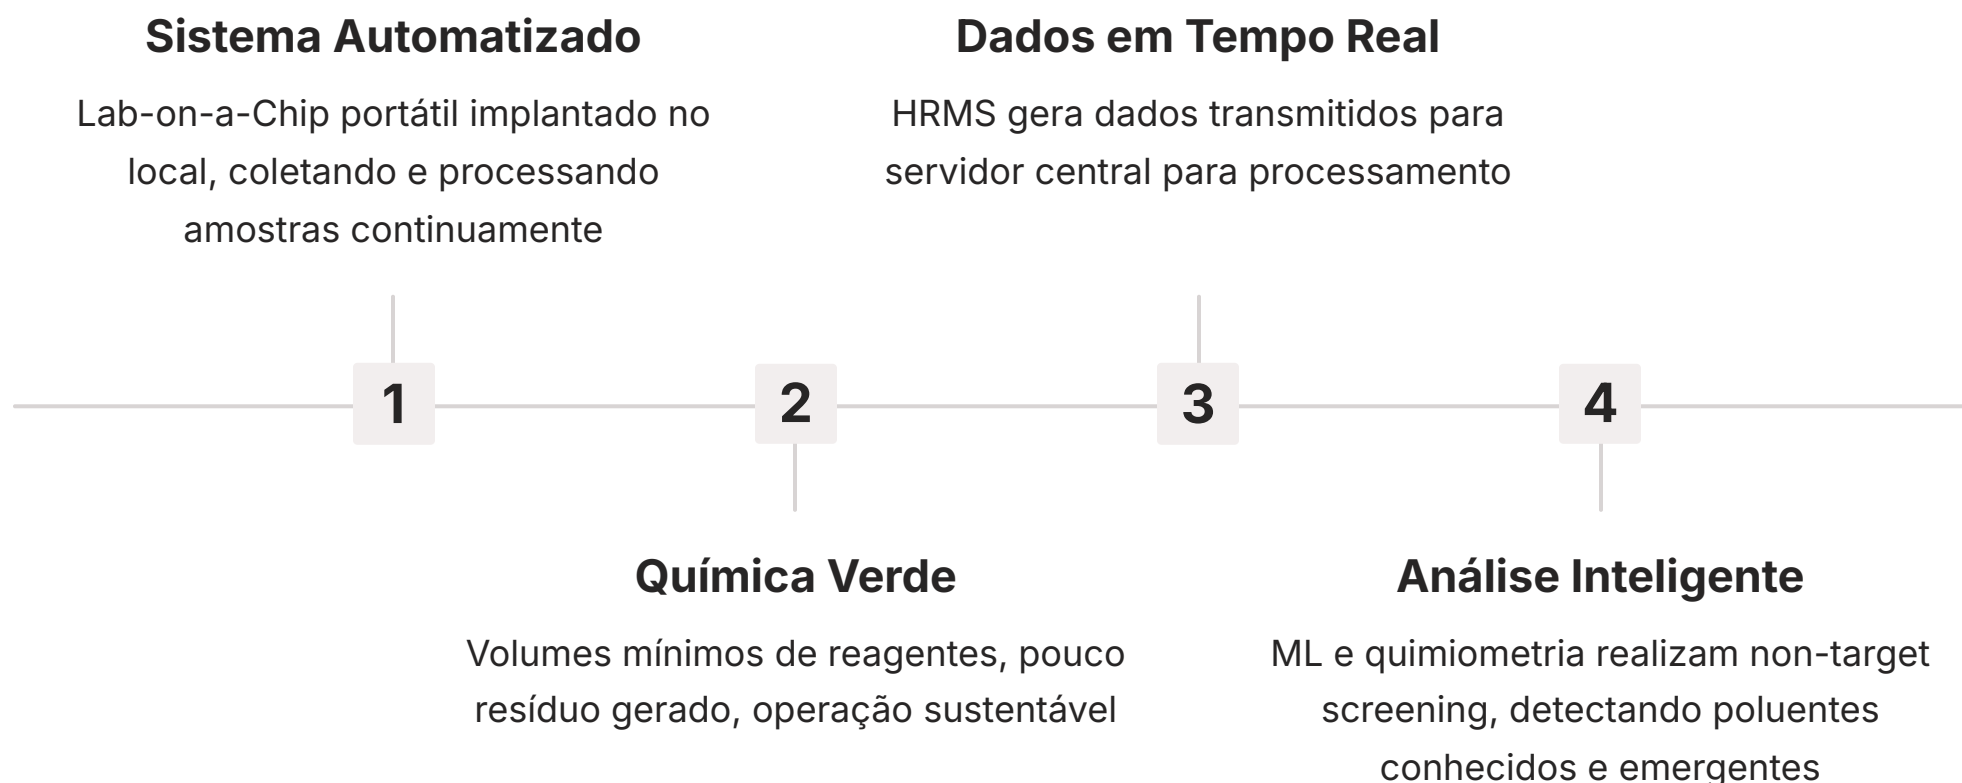 Sistema Automatizado
Lab-on-a-Chip portátil implantado no
local, coletando e processando
amostras continuamente
Dados em Tempo Real
HRMS gera dados transmitidos para
servidor central para processamento
1
2
3
4
Química Verde
Volumes mínimos de reagentes, pouco
resíduo gerado, operação sustentável
Análise Inteligente
ML e quimiometria realizam non-target
screening, detectando poluentes
conhecidos e emergentes